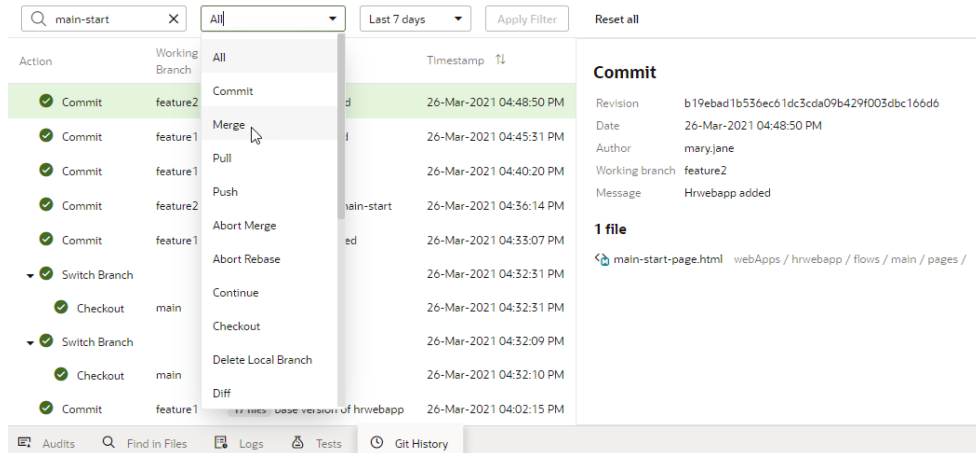 main-start
All
Last 7 days
Apply Filter
Reset all
Action
Working Branch
Timestamp
All
Commit
Merge
Pull
Push
Abort Merge
Abort Rebase
Continue
Checkout
Delete Local Branch
Diff
Commit feature2 d 26-Mar-2021 04:48:50 PM
Commit feature1 26-Mar-2021 04:45:31 PM
Commit feature1 26-Mar-2021 04:40:20 PM
Commit feature2 main-start 26-Mar-2021 04:36:14 PM
Commit feature1 ed 26-Mar-2021 04:33:07 PM
Switch Branch 26-Mar-2021 04:32:31 PM
Checkout main 26-Mar-2021 04:32:31 PM
Switch Branch 26-Mar-2021 04:32:09 PM
Checkout main 26-Mar-2021 04:32:10 PM
Commit feature1 17 files base version of hrwebapp 26-Mar-2021 04:02:15 PM
Commit
Revision b19ebad1b536ec61dc3cda09b429f003dbc166d6
Date 26-Mar-2021 04:48:50 PM
Author mary.jane
Working branch feature2
Message Hrwebapp added
1 file
main-start-page.html webApps / hrwebapp / flows / main / pages /
Audits
Find in Files
Logs
Tests
Git History